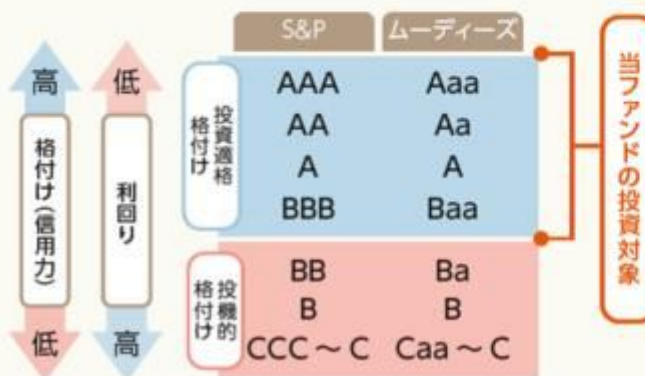 S&P ムーディーズ
高
格付け(信用力)
低
低
利回り
高
投資適格
格付け
AAA Aaa
AA Aa
A A
BBB Baa
投機的
格付け
BB Ba
B B
CCC ~ C Caa ~ C
当ファンドの投資対象